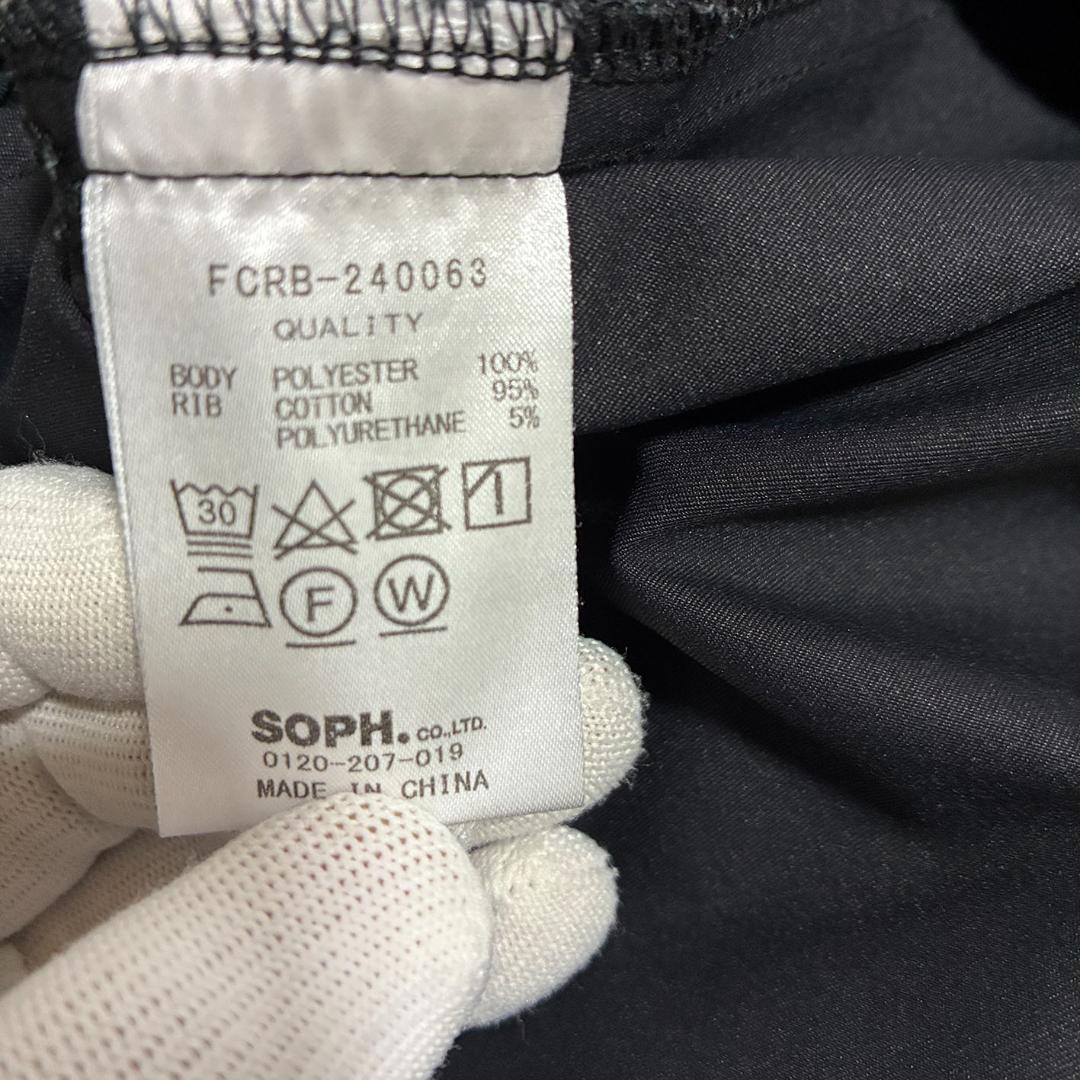 FCRB-240063
QUALITY
BODY POLYESTER 100%
RIB COTTON 95%
POLYURETHANE 5%
30
F W
SOPH. CO.,LTD.
0120-207-019
MADE IN CHINA